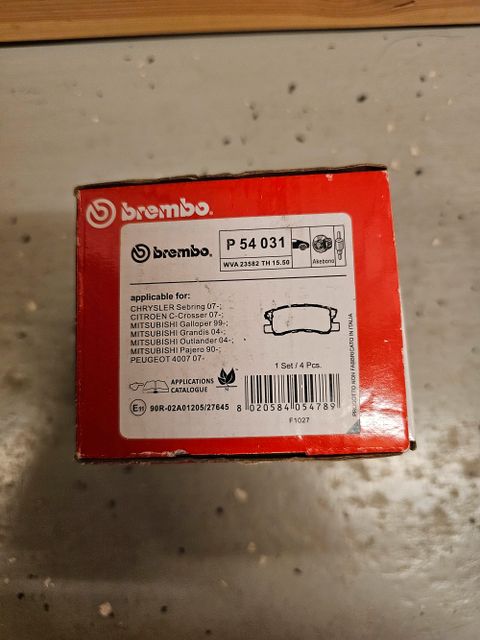 brembo.
brembo.
P 54 031
WVA 23582 TH 15.50
Akebono
applicable for:
CHRYSLER Sebring 07-;
CITROEN C-Crosser 07-;
MITSUBISHI Galloper 99-;
MITSUBISHI Grandis 04-;
MITSUBISHI Outlander 04-;
MITSUBISHI Pajero 90-;
PEUGEOT 4007 07-
1 Set / 4 Pcs.
APPLICATIONS
CATALOGUE
E11 90R-02A01205/27645
8 020584 054789
F1027
PRODOTTO NON FABBRICATO IN ITALIA